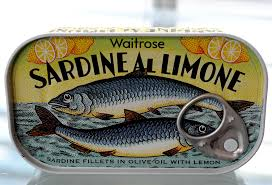 Waitrose
SARDINE AL LIMONE
SARDINE FILLETS IN OLIVE OIL WITH LEMON